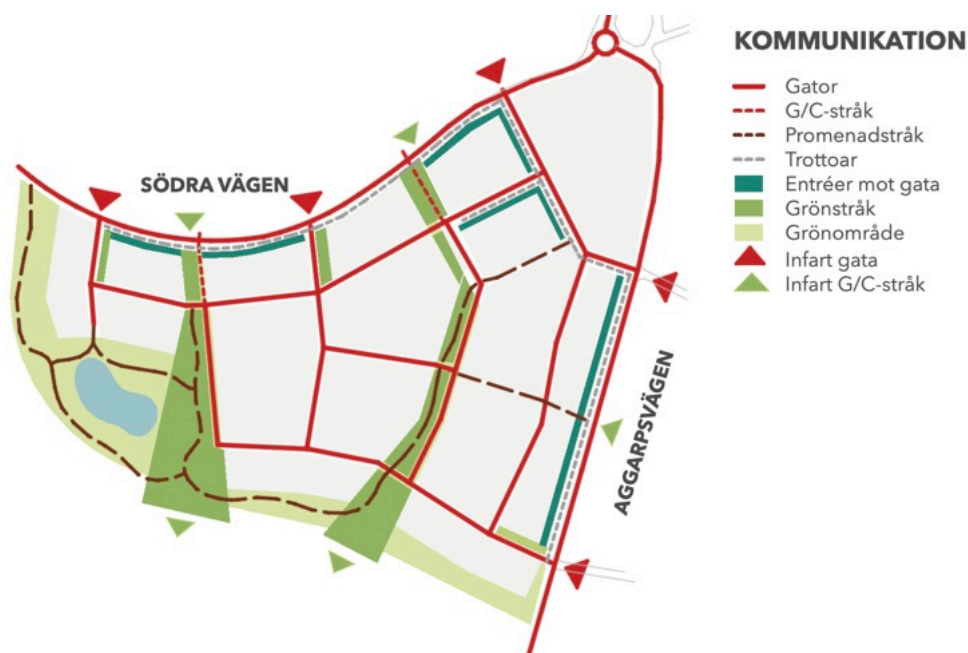 KOMMUNIKATION
Gator
G/C-stråk
Promenadstråk
Trottoar
Entréer mot gata
Grönstråk
Grönområde
Infart gata
Infart G/C-stråk
SÖDRA VÄGEN
AGGARPSVÄGEN